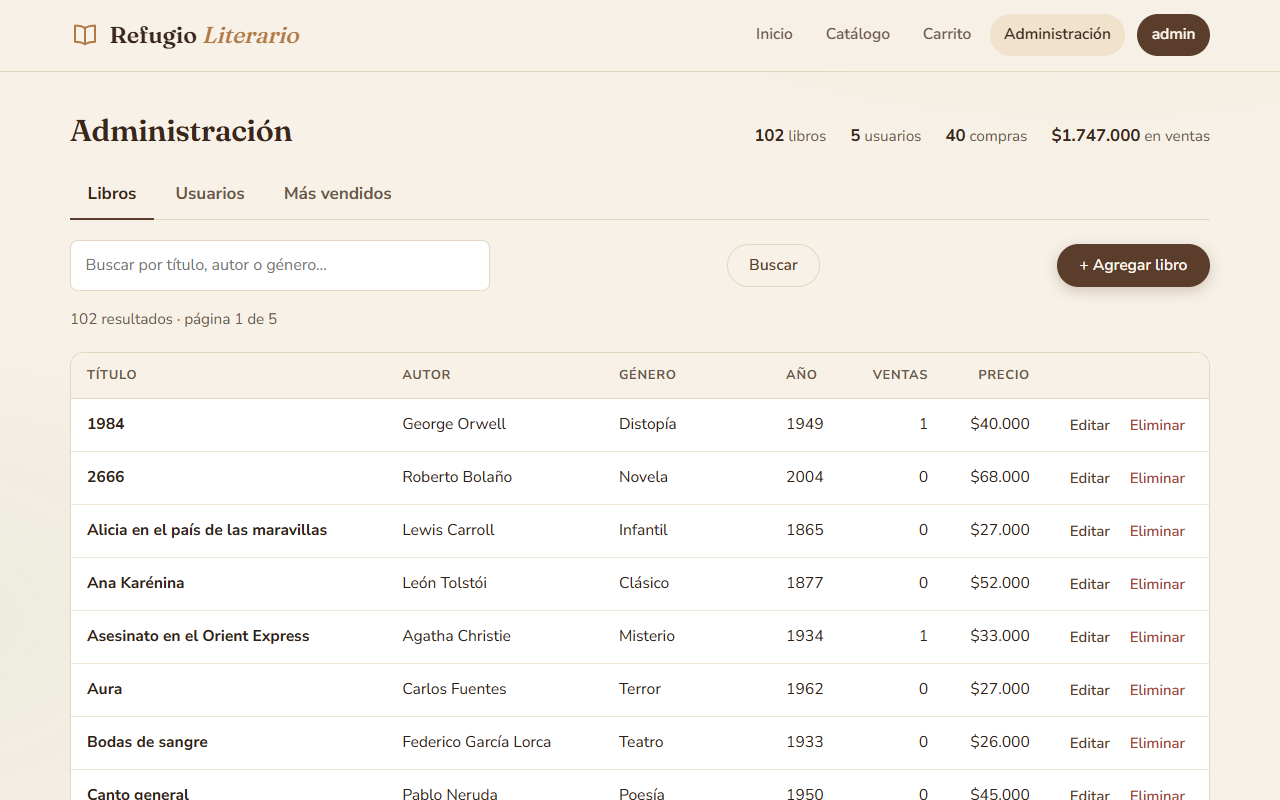 Refugio Literario
Inicio Catálogo Carrito Administración admin
Administración
102 libros 5 usuarios 40 compras $1.747.000 en ventas
Libros Usuarios Más vendidos
Buscar por título, autor o género... Buscar + Agregar libro
102 resultados · página 1 de 5
TÍTULO AUTOR GÉNERO AÑO VENTAS PRECIO
1984 George Orwell Distopía 1949 1 $40.000 Editar Eliminar
2666 Roberto Bolaño Novela 2004 0 $68.000 Editar Eliminar
Alicia en el país de las maravillas Lewis Carroll Infantil 1865 0 $27.000 Editar Eliminar
Ana Karénina León Tolstói Clásico 1877 0 $52.000 Editar Eliminar
Asesinato en el Orient Express Agatha Christie Misterio 1934 1 $33.000 Editar Eliminar
Aura Carlos Fuentes Terror 1962 0 $27.000 Editar Eliminar
Bodas de sangre Federico García Lorca Teatro 1933 0 $26.000 Editar Eliminar
Canto general Pablo Neruda Poesía 1950 0 $45.000 Editar Eliminar